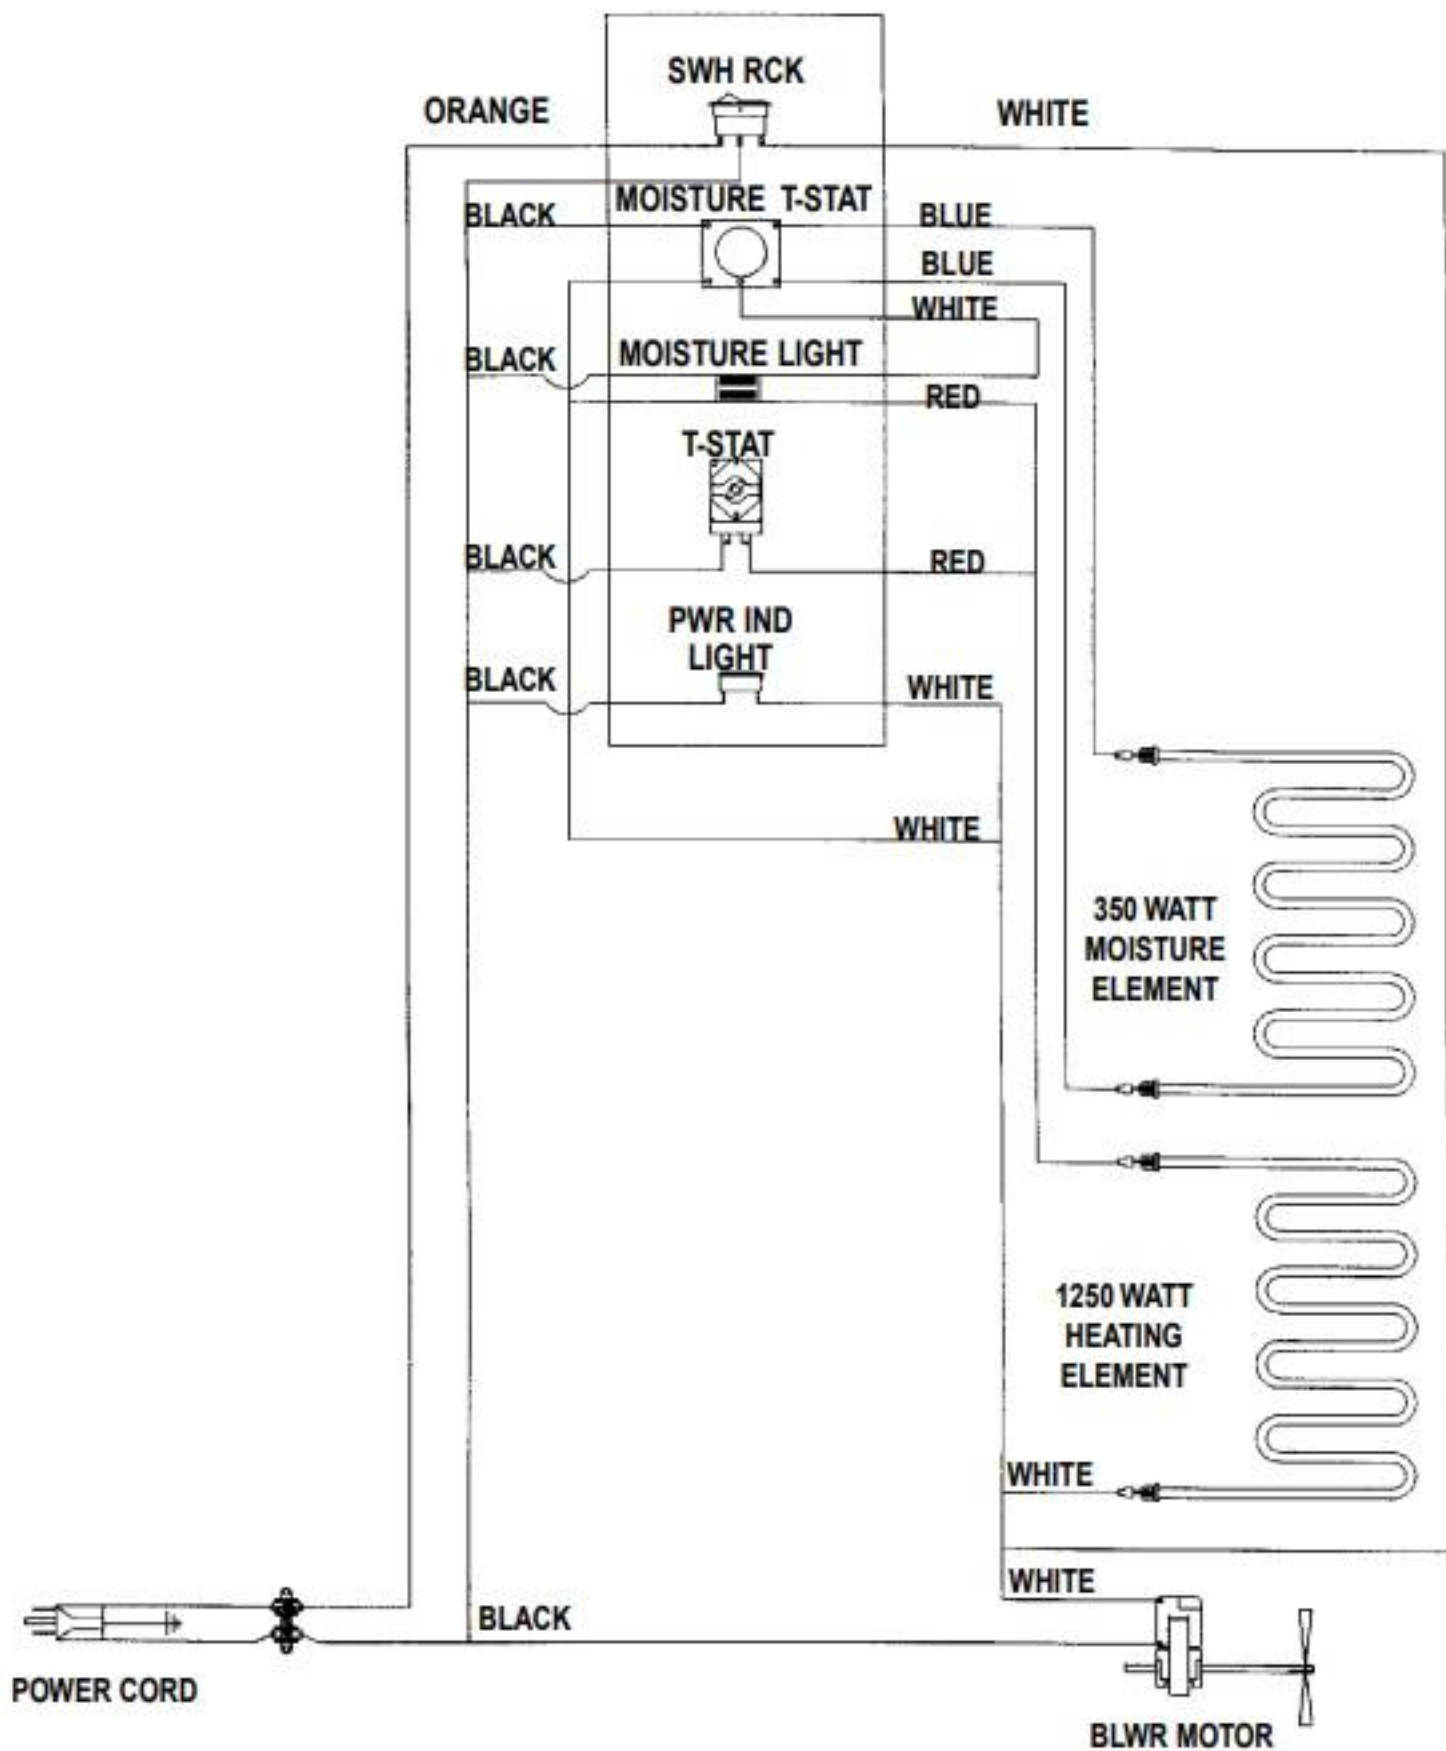 SWH RCK
ORANGE
WHITE
MOISTURE T-STAT
BLACK
BLUE
BLUE
WHITE
BLACK
MOISTURE LIGHT
RED
T-STAT
BLACK
RED
PWR IND
LIGHT
BLACK
WHITE
WHITE
350 WATT
MOISTURE
ELEMENT
1250 WATT
HEATING
ELEMENT
WHITE
WHITE
BLACK
POWER CORD
BLWR MOTOR